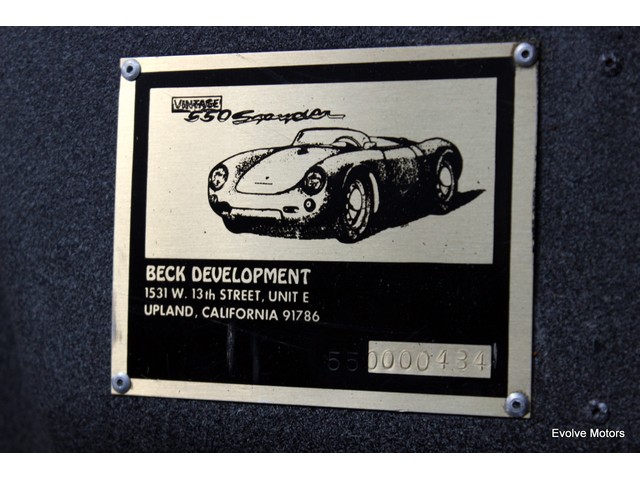 VINTAGE
550 Spyder
BECK DEVELOPMENT
1531 W. 13th STREET, UNIT E
UPLAND, CALIFORNIA 91786
550000434
Evolve Motors